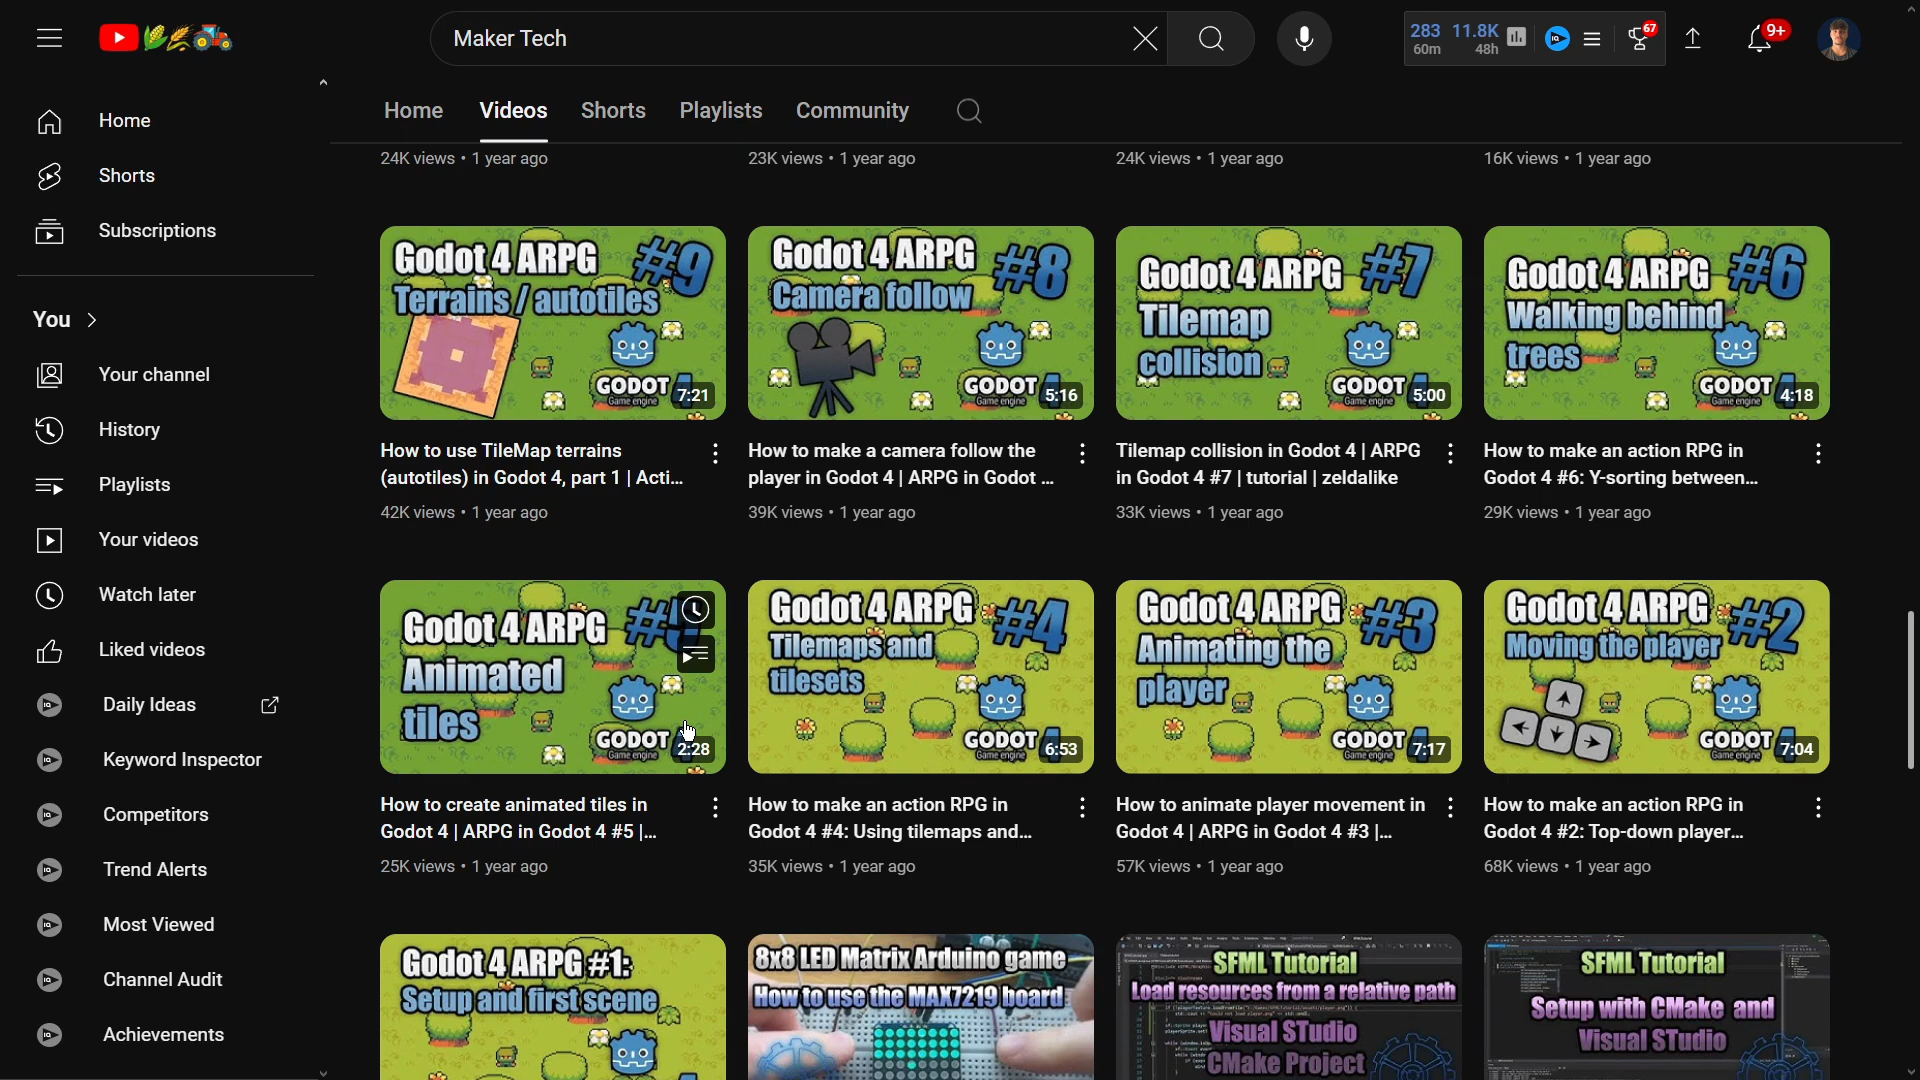 Maker Tech
283 11.8K
60m 48h
67
9+
Home Videos Shorts Playlists Community
Home
Shorts
Subscriptions
You
Your channel
History
Playlists
Your videos
Watch later
Liked videos
Daily Ideas
Keyword Inspector
Competitors
Trend Alerts
Most Viewed
Channel Audit
Achievements
24K views • 1 year ago
23K views • 1 year ago
24K views • 1 year ago
16K views • 1 year ago
Godot 4 ARPG #9
Terrains / autotiles
GODOT
Game engine
7:21
How to use TileMap terrains
(autotiles) in Godot 4, part 1 | Acti...
42K views • 1 year ago
Godot 4 ARPG #8
Camera follow
GODOT
Game engine
5:16
How to make a camera follow the
player in Godot 4 | ARPG in Godot ...
39K views • 1 year ago
Godot 4 ARPG #7
Tilemap
collision
GODOT
Game engine
5:00
Tilemap collision in Godot 4 | ARPG
in Godot 4 #7 | tutorial | zeldalike
33K views • 1 year ago
Godot 4 ARPG #6
Walking behind
trees
GODOT
Game engine
4:18
How to make an action RPG in
Godot 4 #6: Y-sorting between...
29K views • 1 year ago
Godot 4 ARPG
Animated
tiles
GODOT
Game engine
2:28
How to create animated tiles in
Godot 4 | ARPG in Godot 4 #5 |...
25K views • 1 year ago
Godot 4 ARPG #4
Tilemaps and
tilesets
GODOT
Game engine
6:53
How to make an action RPG in
Godot 4 #4: Using tilemaps and...
35K views • 1 year ago
Godot 4 ARPG #3
Animating the
player
GODOT
Game engine
7:17
How to animate player movement in
Godot 4 | ARPG in Godot 4 #3 |...
57K views • 1 year ago
Godot 4 ARPG #2
Moving the player
GODOT
Game engine
7:04
How to make an action RPG in
Godot 4 #2: Top-down player...
68K views • 1 year ago
Godot 4 ARPG #1:
Setup and first scene
8x8 LED Matrix Arduino game
How to use the MAX7219 board
SFML Tutorial
Load resources from a relative path
Visual STudio
CMake Project
SFML Tutorial
Setup with CMake and
Visual STudio